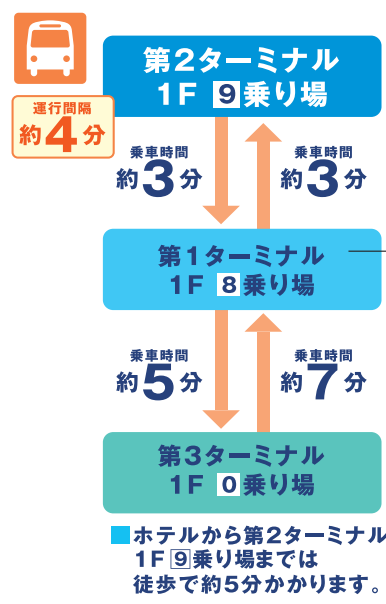 第2ターミナル
1F 9 乗り場
運行間隔
約4分
乗車時間
約3分
乗車時間
約3分
第1ターミナル
1F 8 乗り場
乗車時間
約5分
乗車時間
約7分
第3ターミナル
1F 0 乗り場
ホテルから第2ターミナル
1F 9 乗り場までは
徒歩で約5分かかります。